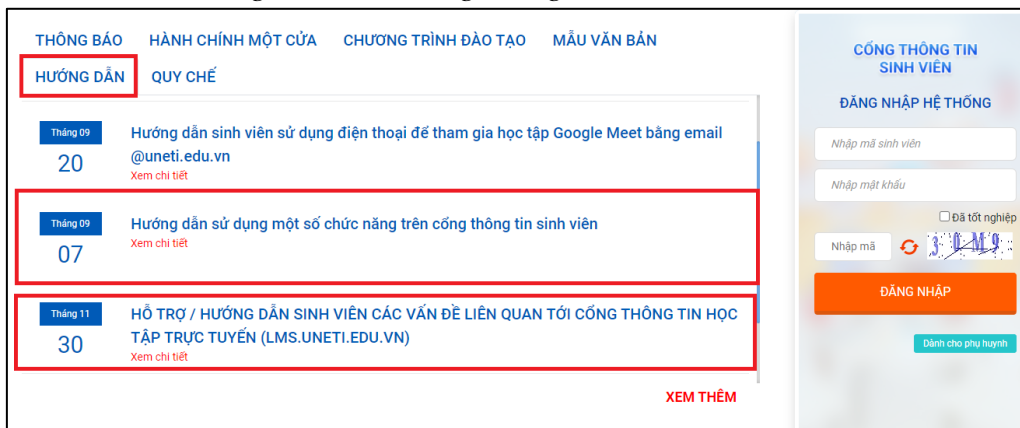 THÔNG BÁO HÀNH CHÍNH MỘT CỬA CHƯƠNG TRÌNH ĐÀO TẠO MẪU VĂN BẢN
HƯỚNG DẪN QUY CHẾ
Tháng 09
20
Hướng dẫn sinh viên sử dụng điện thoại để tham gia học tập Google Meet bằng email
@uneti.edu.vn
Xem chi tiết
Tháng 09
07
Hướng dẫn sử dụng một số chức năng trên cổng thông tin sinh viên
Xem chi tiết
Tháng 11
30
HỖ TRỢ / HƯỚNG DẪN SINH VIÊN CÁC VẤN ĐỀ LIÊN QUAN TỚI CỔNG THÔNG TIN HỌC
TẬP TRỰC TUYẾN (LMS.UNETI.EDU.VN)
Xem chi tiết
XEM THÊM
CỔNG THÔNG TIN
SINH VIÊN
ĐĂNG NHẬP HỆ THỐNG
Nhập mã sinh viên
Nhập mật khẩu
Đã tốt nghiệp
Nhập mã
ĐĂNG NHẬP
Dành cho phụ huynh